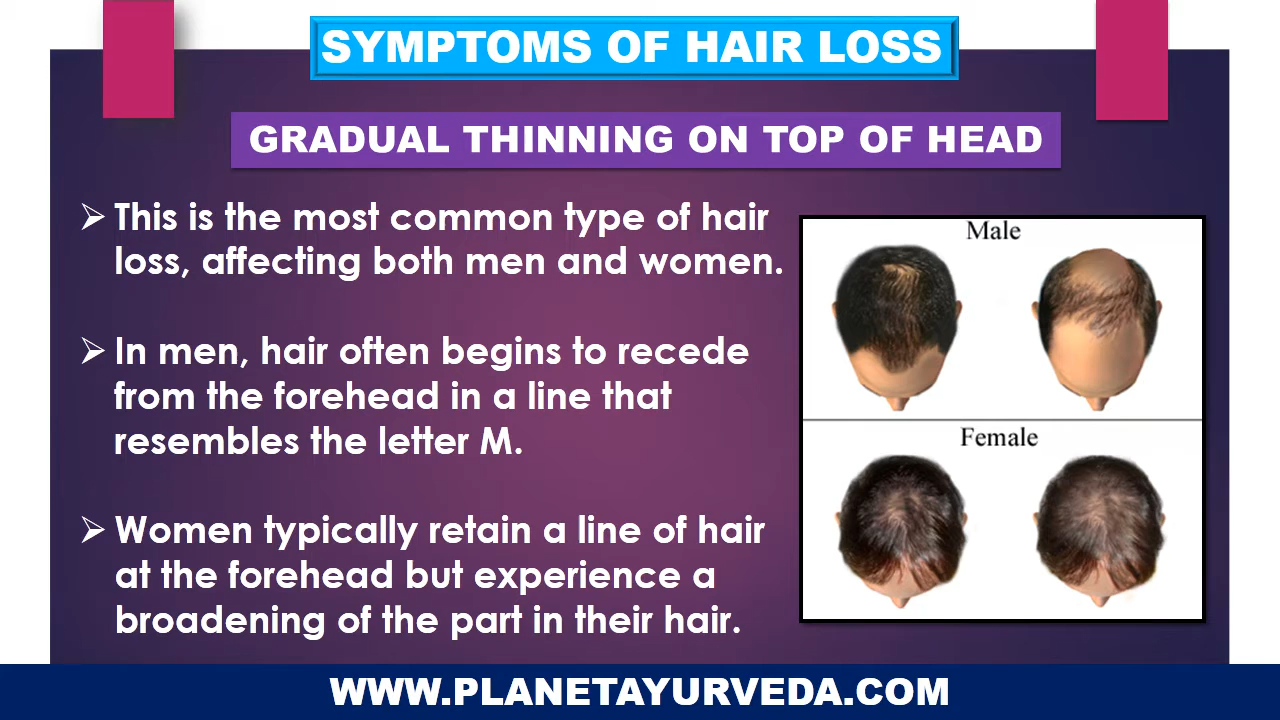 SYMPTOMS OF HAIR LOSS
GRADUAL THINNING ON TOP OF HEAD
➢ This is the most common type of hair
loss, affecting both men and women.
➢ In men, hair often begins to recede
from the forehead in a line that
resembles the letter M.
➢ Women typically retain a line of hair
at the forehead but experience a
broadening of the part in their hair.
Male
Female
WWW.PLANETAYURVEDA.COM